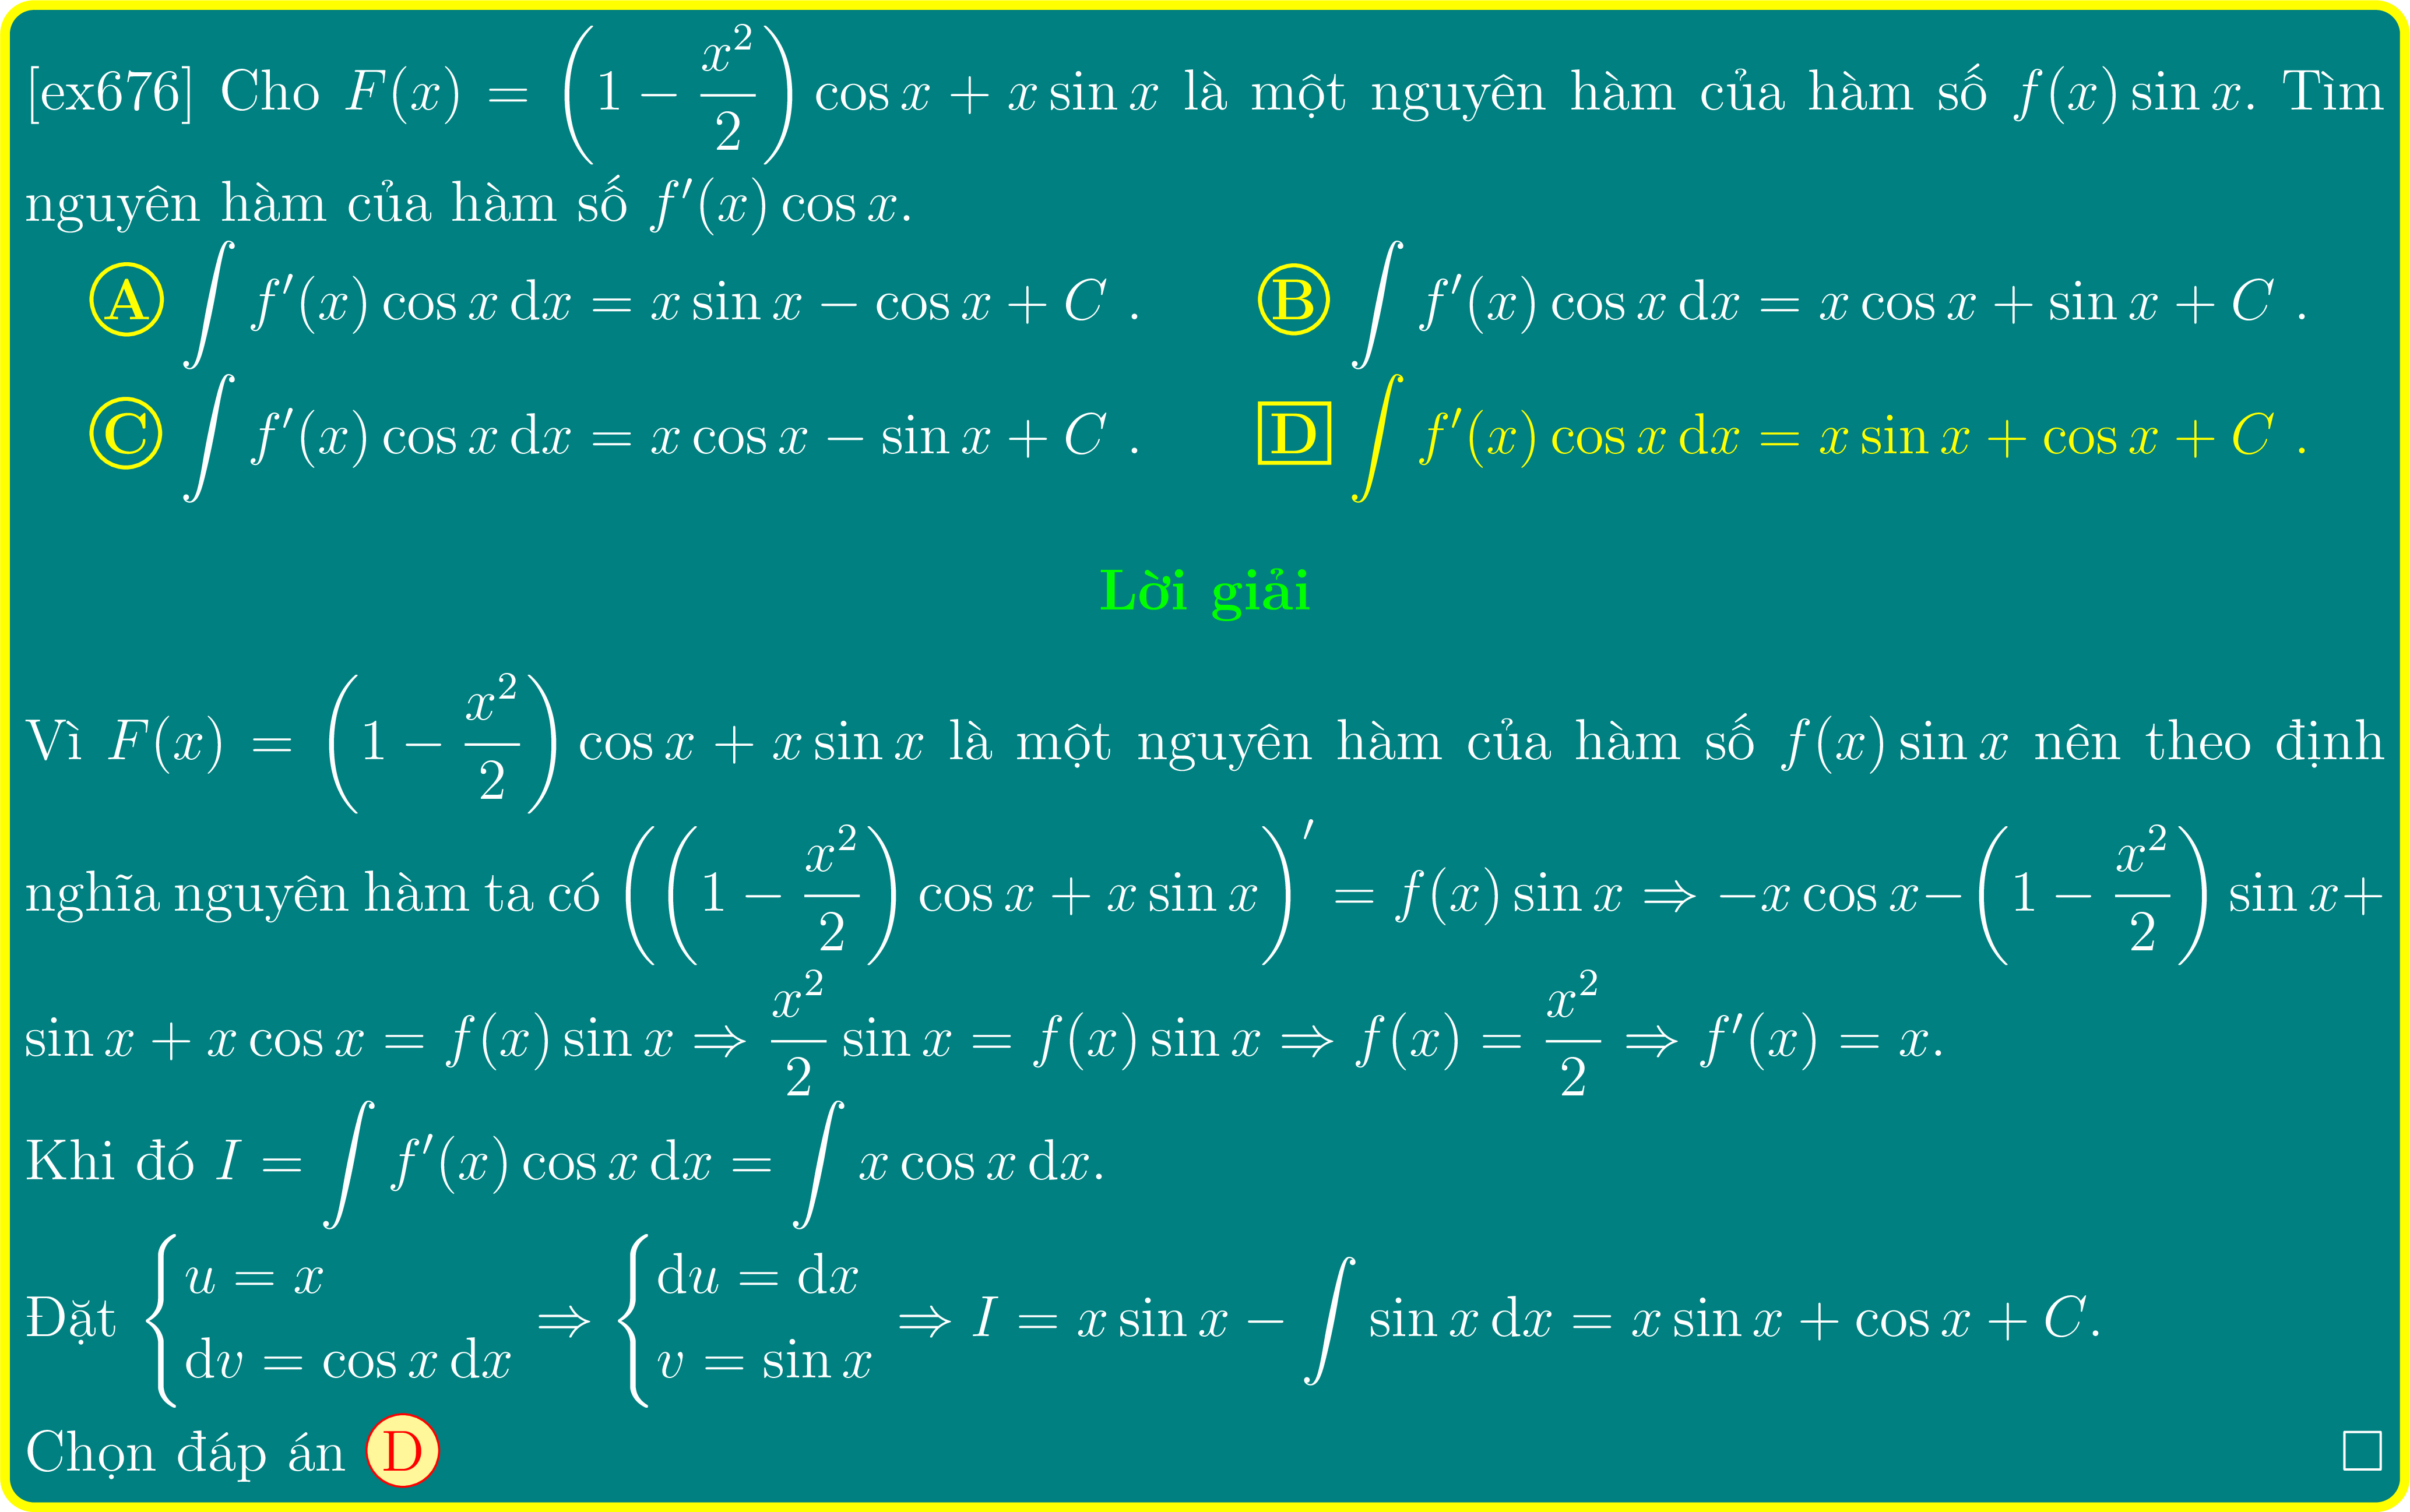 [ex676] Cho $F(x) = \left(1 - \dfrac{x^2}{2}\right)\cos x + x\sin x$ là một nguyên hàm của hàm số $f(x)\sin x$. Tìm
nguyên hàm của hàm số $f'(x)\cos x$.
Ⓐ $\int f'(x)\cos x\,\mathrm{d}x = x\sin x - \cos x + C$ . Ⓑ $\int f'(x)\cos x\,\mathrm{d}x = x\cos x + \sin x + C$ .
Ⓒ $\int f'(x)\cos x\,\mathrm{d}x = x\cos x - \sin x + C$ . D $\int f'(x)\cos x\,\mathrm{d}x = x\sin x + \cos x + C$ .
Lời giải
Vì $F(x) = \left(1 - \dfrac{x^2}{2}\right)\cos x + x\sin x$ là một nguyên hàm của hàm số $f(x)\sin x$ nên theo định
nghĩa nguyên hàm ta có $\left(\left(1 - \dfrac{x^2}{2}\right)\cos x + x\sin x\right)' = f(x)\sin x \Rightarrow -x\cos x - \left(1 - \dfrac{x^2}{2}\right)\sin x +$
$\sin x + x\cos x = f(x)\sin x \Rightarrow \dfrac{x^2}{2}\sin x = f(x)\sin x \Rightarrow f(x) = \dfrac{x^2}{2} \Rightarrow f'(x) = x.$
Khi đó $I = \int f'(x)\cos x\,\mathrm{d}x = \int x\cos x\,\mathrm{d}x.$
Đặt $\begin{cases} u = x \\ \mathrm{d}v = \cos x\,\mathrm{d}x \end{cases} \Rightarrow \begin{cases} \mathrm{d}u = \mathrm{d}x \\ v = \sin x \end{cases} \Rightarrow I = x\sin x - \int \sin x\,\mathrm{d}x = x\sin x + \cos x + C.$
Chọn đáp án Ⓓ □